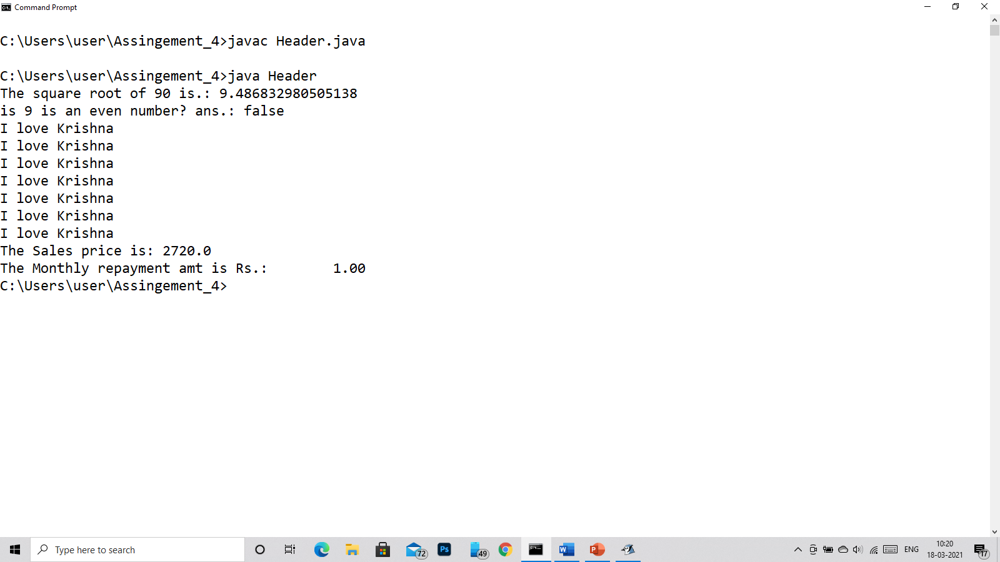 Command Prompt
C:\Users\user\Assingement_4>javac Header.java
C:\Users\user\Assingement_4>java Header
The square root of 90 is.: 9.486832980505138
is 9 is an even number? ans.: false
I love Krishna
I love Krishna
I love Krishna
I love Krishna
I love Krishna
I love Krishna
I love Krishna
The Sales price is: 2720.0
The Monthly repayment amt is Rs.:        1.00
C:\Users\user\Assingement_4>
Type here to search
72
Ps
49
W
P
ENG
10:20
18-03-2021
17